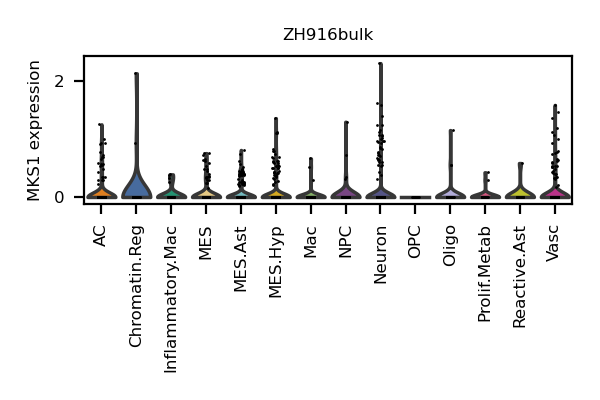 ZH916bulk
MKS1 expression
2
0
AC
Chromatin.Reg
Inflammatory.Mac
MES
MES.Ast
MES.Hyp
Mac
NPC
Neuron
OPC
Oligo
Prolif.Metab
Reactive.Ast
Vasc